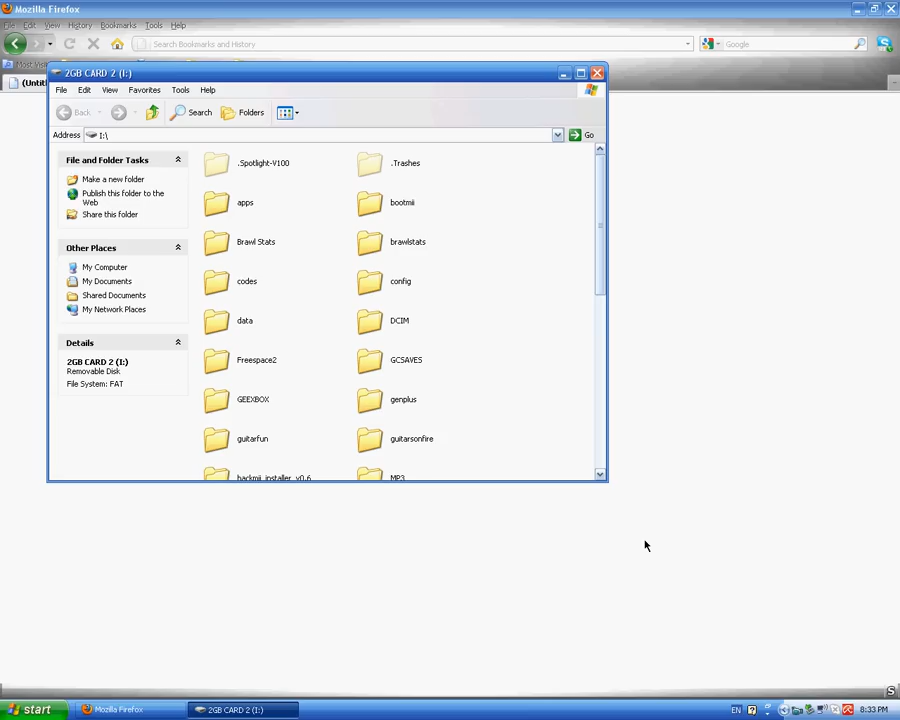 Mozilla Firefox
File Edit View History Bookmarks Tools Help
Search Bookmarks and History
Google
Most Visi
(Untitl
2GB CARD 2 (I:)
File Edit View Favorites Tools Help
Back Search Folders
Address I:\ Go
File and Folder Tasks
Make a new folder
Publish this folder to the
Web
Share this folder
Other Places
My Computer
My Documents
Shared Documents
My Network Places
Details
2GB CARD 2 (I:)
Removable Disk
File System: FAT
.Spotlight-V100 .Trashes
apps bootmii
Brawl Stats brawlstats
codes config
data DCIM
Freespace2 GCSAVES
GEEXBOX genplus
guitarfun guitarsonfire
hackmii_installer_v0.6 MP3
S
start Mozilla Firefox 2GB CARD 2 (I:) EN 8:33 PM